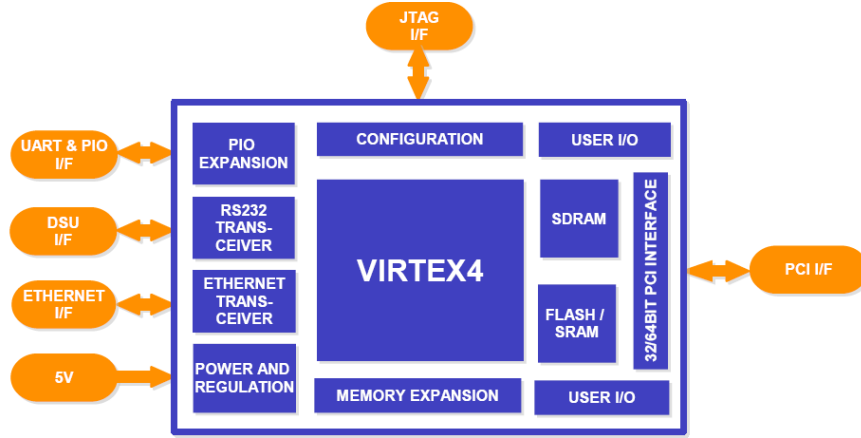 JTAG
I/F
UART & PIO
I/F
PIO
EXPANSION
CONFIGURATION
USER I/O
DSU
I/F
RS232
TRANS-
CEIVER
VIRTEX4
SDRAM
32/64BIT PCI INTERFACE
PCI I/F
ETHERNET
I/F
ETHERNET
TRANS-
CEIVER
FLASH /
SRAM
5V
POWER AND
REGULATION
MEMORY EXPANSION
USER I/O